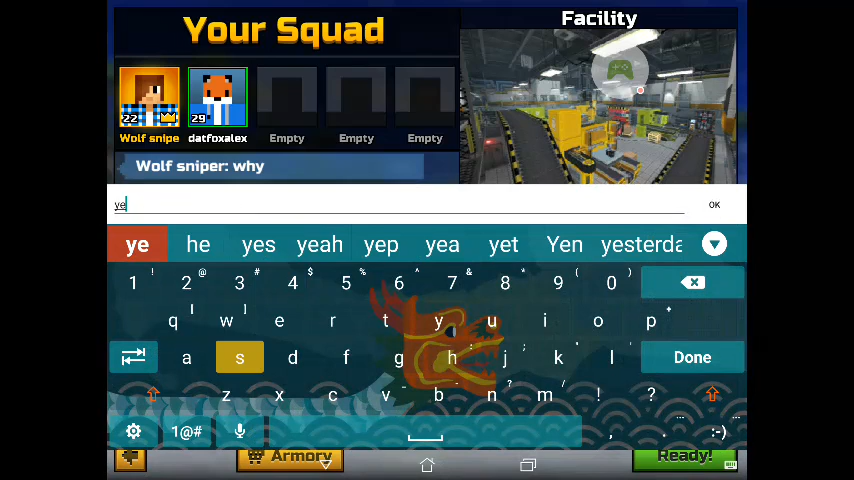 Your Squad
Facility
22
29
Wolf snipe
datfoxalex
Empty
Empty
Empty
Wolf sniper: why
ye
OK
ye he yes yeah yep yea yet Yen yesterda
1 ! 2 @ 3 # 4 $ 5 % 6 ^ 7 & 8 * 9 ( 0 )
q [ w ] e r t y u i o p +
a s d f g h : j ; k l Done
z x c v b n ? m / ! ?
1@# , . ... :-) ...
Armory
Ready!